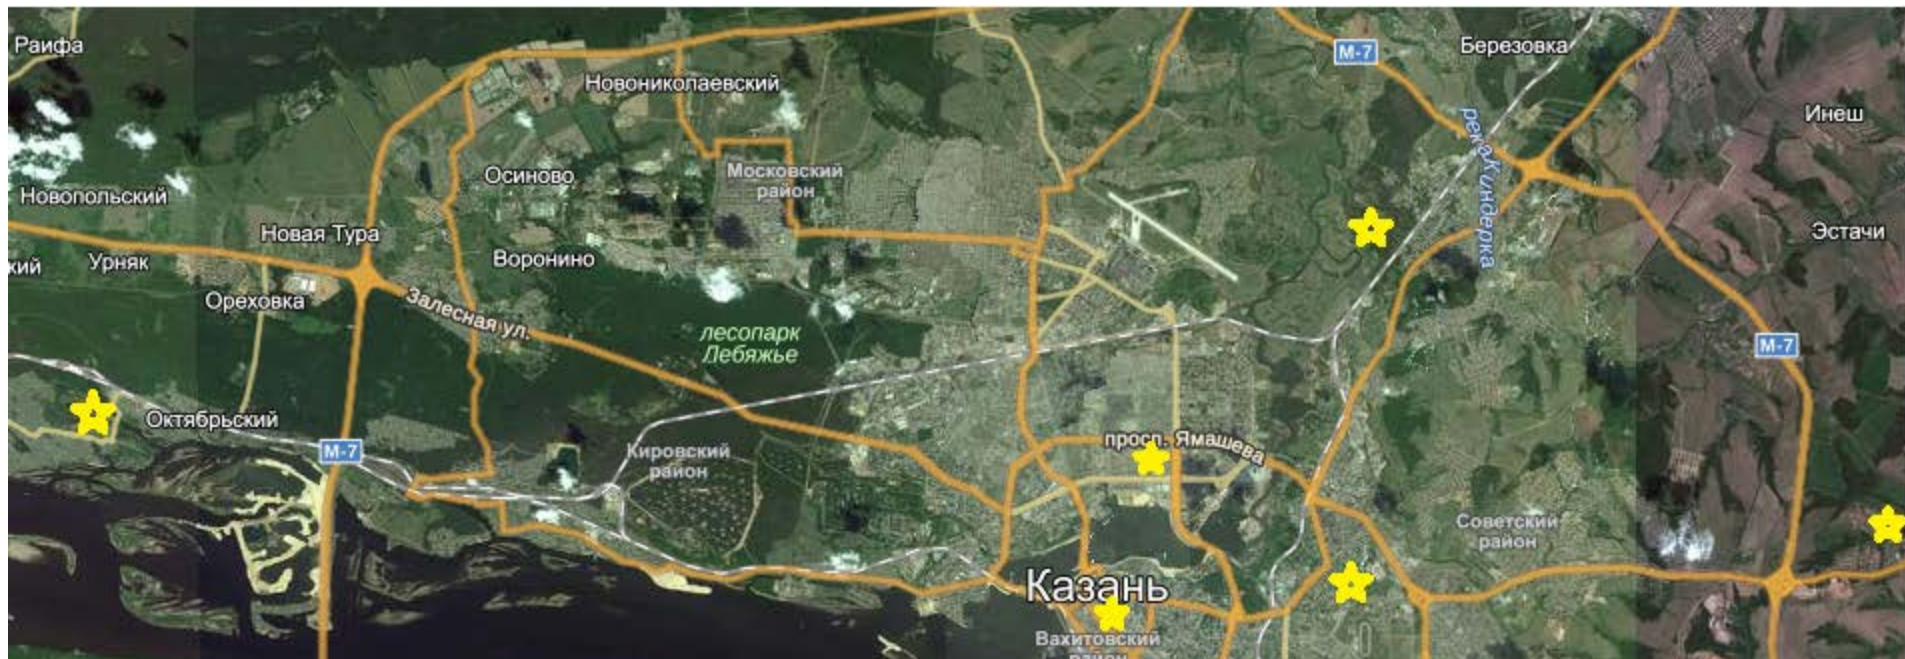 Раифа
М-7
Березовка
Новониколаевский
Инеш
река Киндерка
Московский
район
Осиново
Новопольский
Новая Тура
Эстачи
Урняк
кий
Воронино
Ореховка
Залесная ул.
лесопарк
Лебяжье
М-7
Октябрьский
М-7
Кировский
район
просп. Ямашева
Советский
район
Казань
Вахитовский
район